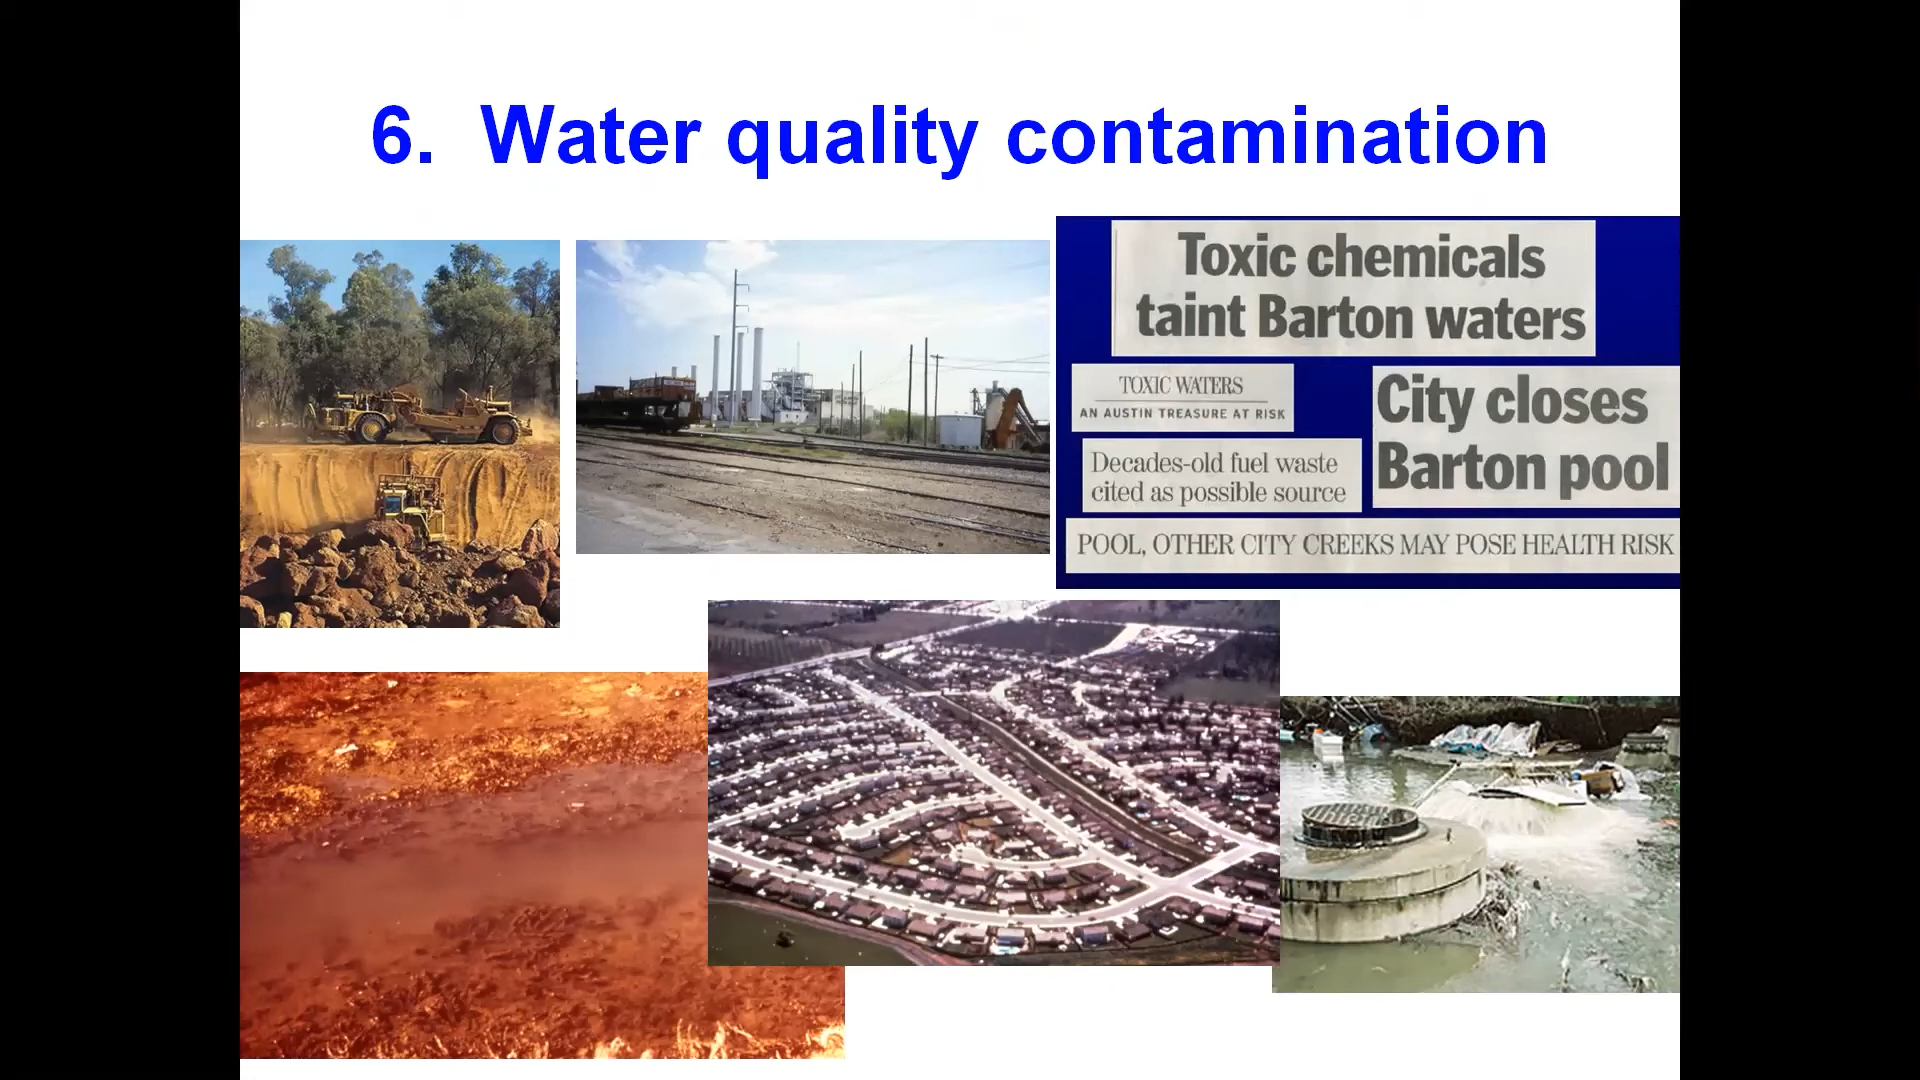 6. Water quality contamination
Toxic chemicals
taint Barton waters
TOXIC WATERS
AN AUSTIN TREASURE AT RISK
City closes
Barton pool
Decades-old fuel waste
cited as possible source
POOL, OTHER CITY CREEKS MAY POSE HEALTH RISK